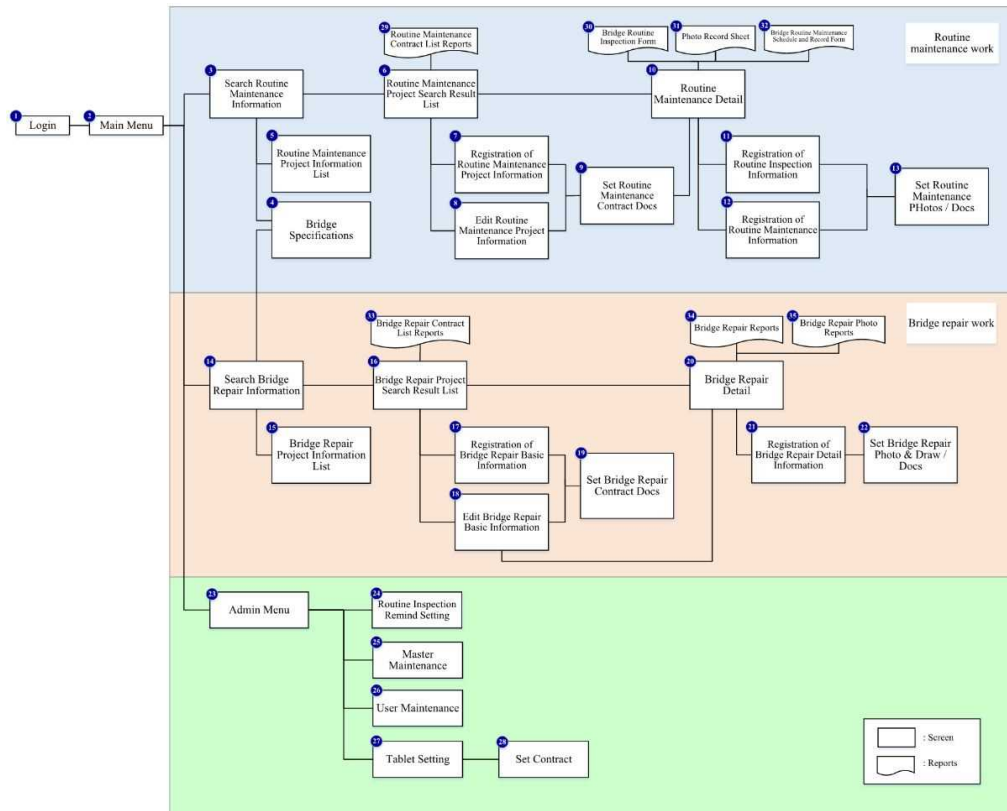 29
Routine Maintenance
Contract List Reports
30
Bridge Routine
Inspection Form
31
Photo Record Sheet
32
Bridge Routine Maintenance
Schedule and Record Form
Routine
maintenance work
3
Search Routine
Maintenance
Information
6
Routine Maintenance
Project Search Result
List
10
Routine
Maintenance Detail
1
Login
2
Main Menu
5
Routine Maintenance
Project Information
List
7
Registration of
Routine Maintenance
Project Information
9
Set Routine
Maintenance
Contract Docs
11
Registration of
Routine Inspection
Information
13
Set Routine
Maintenance
PHotos / Docs
4
Bridge
Specifications
8
Edit Routine
Maintenance Project
Information
12
Registration of
Routine Maintenance
Information
33
Bridge Repair Contract
List Reports
34
Bridge Repair Reports
35
Bridge Repair Photo
Reports
Bridge repair work
14
Search Bridge
Repair Information
16
Bridge Repair Project
Search Result List
20
Bridge Repair
Detail
15
Bridge Repair
Project Information
List
17
Registration of
Bridge Repair Basic
Information
19
Set Bridge Repair
Contract Docs
21
Registration of
Bridge Repair Detail
Information
22
Set Bridge Repair
Photo & Draw /
Docs
18
Edit Bridge Repair
Basic Information
23
Admin Menu
24
Routine Inspection
Remind Setting
25
Master
Maintenance
26
User Maintenance
27
Tablet Setting
28
Set Contract
: Screen
: Reports